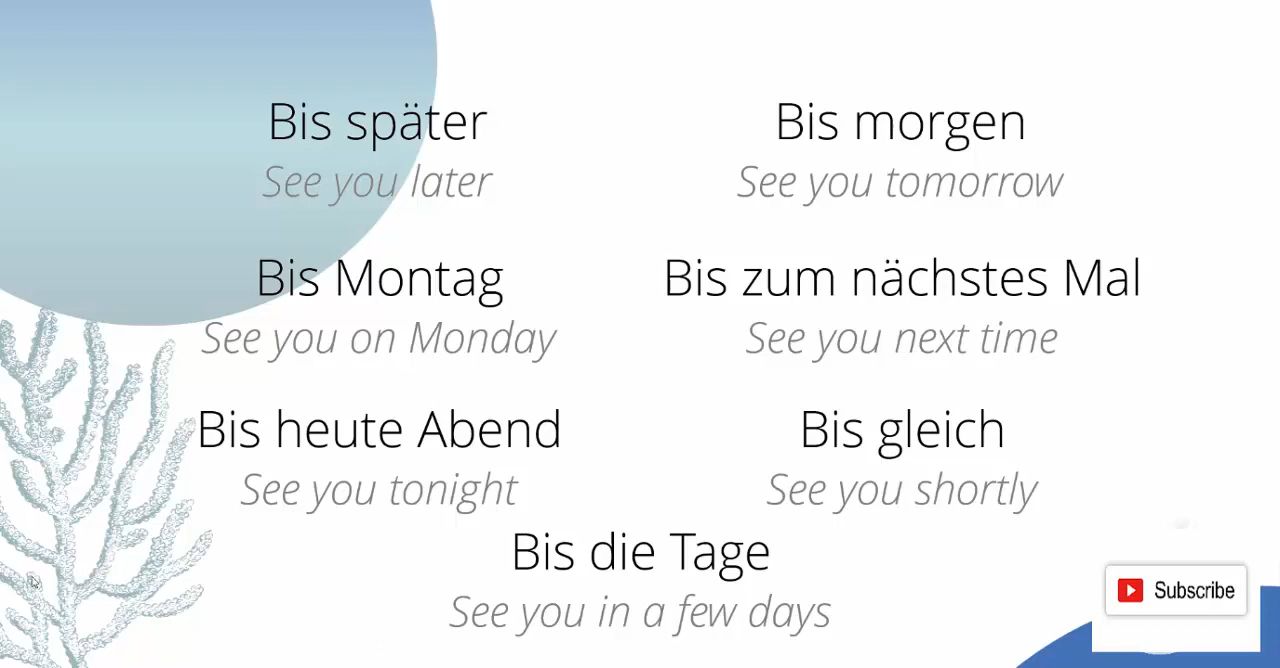 Bis später
See you later
Bis morgen
See you tomorrow
Bis Montag
See you on Monday
Bis zum nächstes Mal
See you next time
Bis heute Abend
See you tonight
Bis gleich
See you shortly
Bis die Tage
See you in a few days
Subscribe